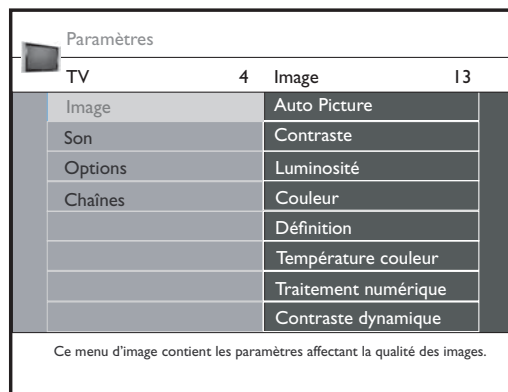 Paramètres
TV 4 Image 13
Image Auto Picture
Son Contraste
Options Luminosité
Chaînes Couleur
Définition
Température couleur
Traitement numérique
Contraste dynamique
Ce menu d'image contient les paramètres affectant la qualité des images.